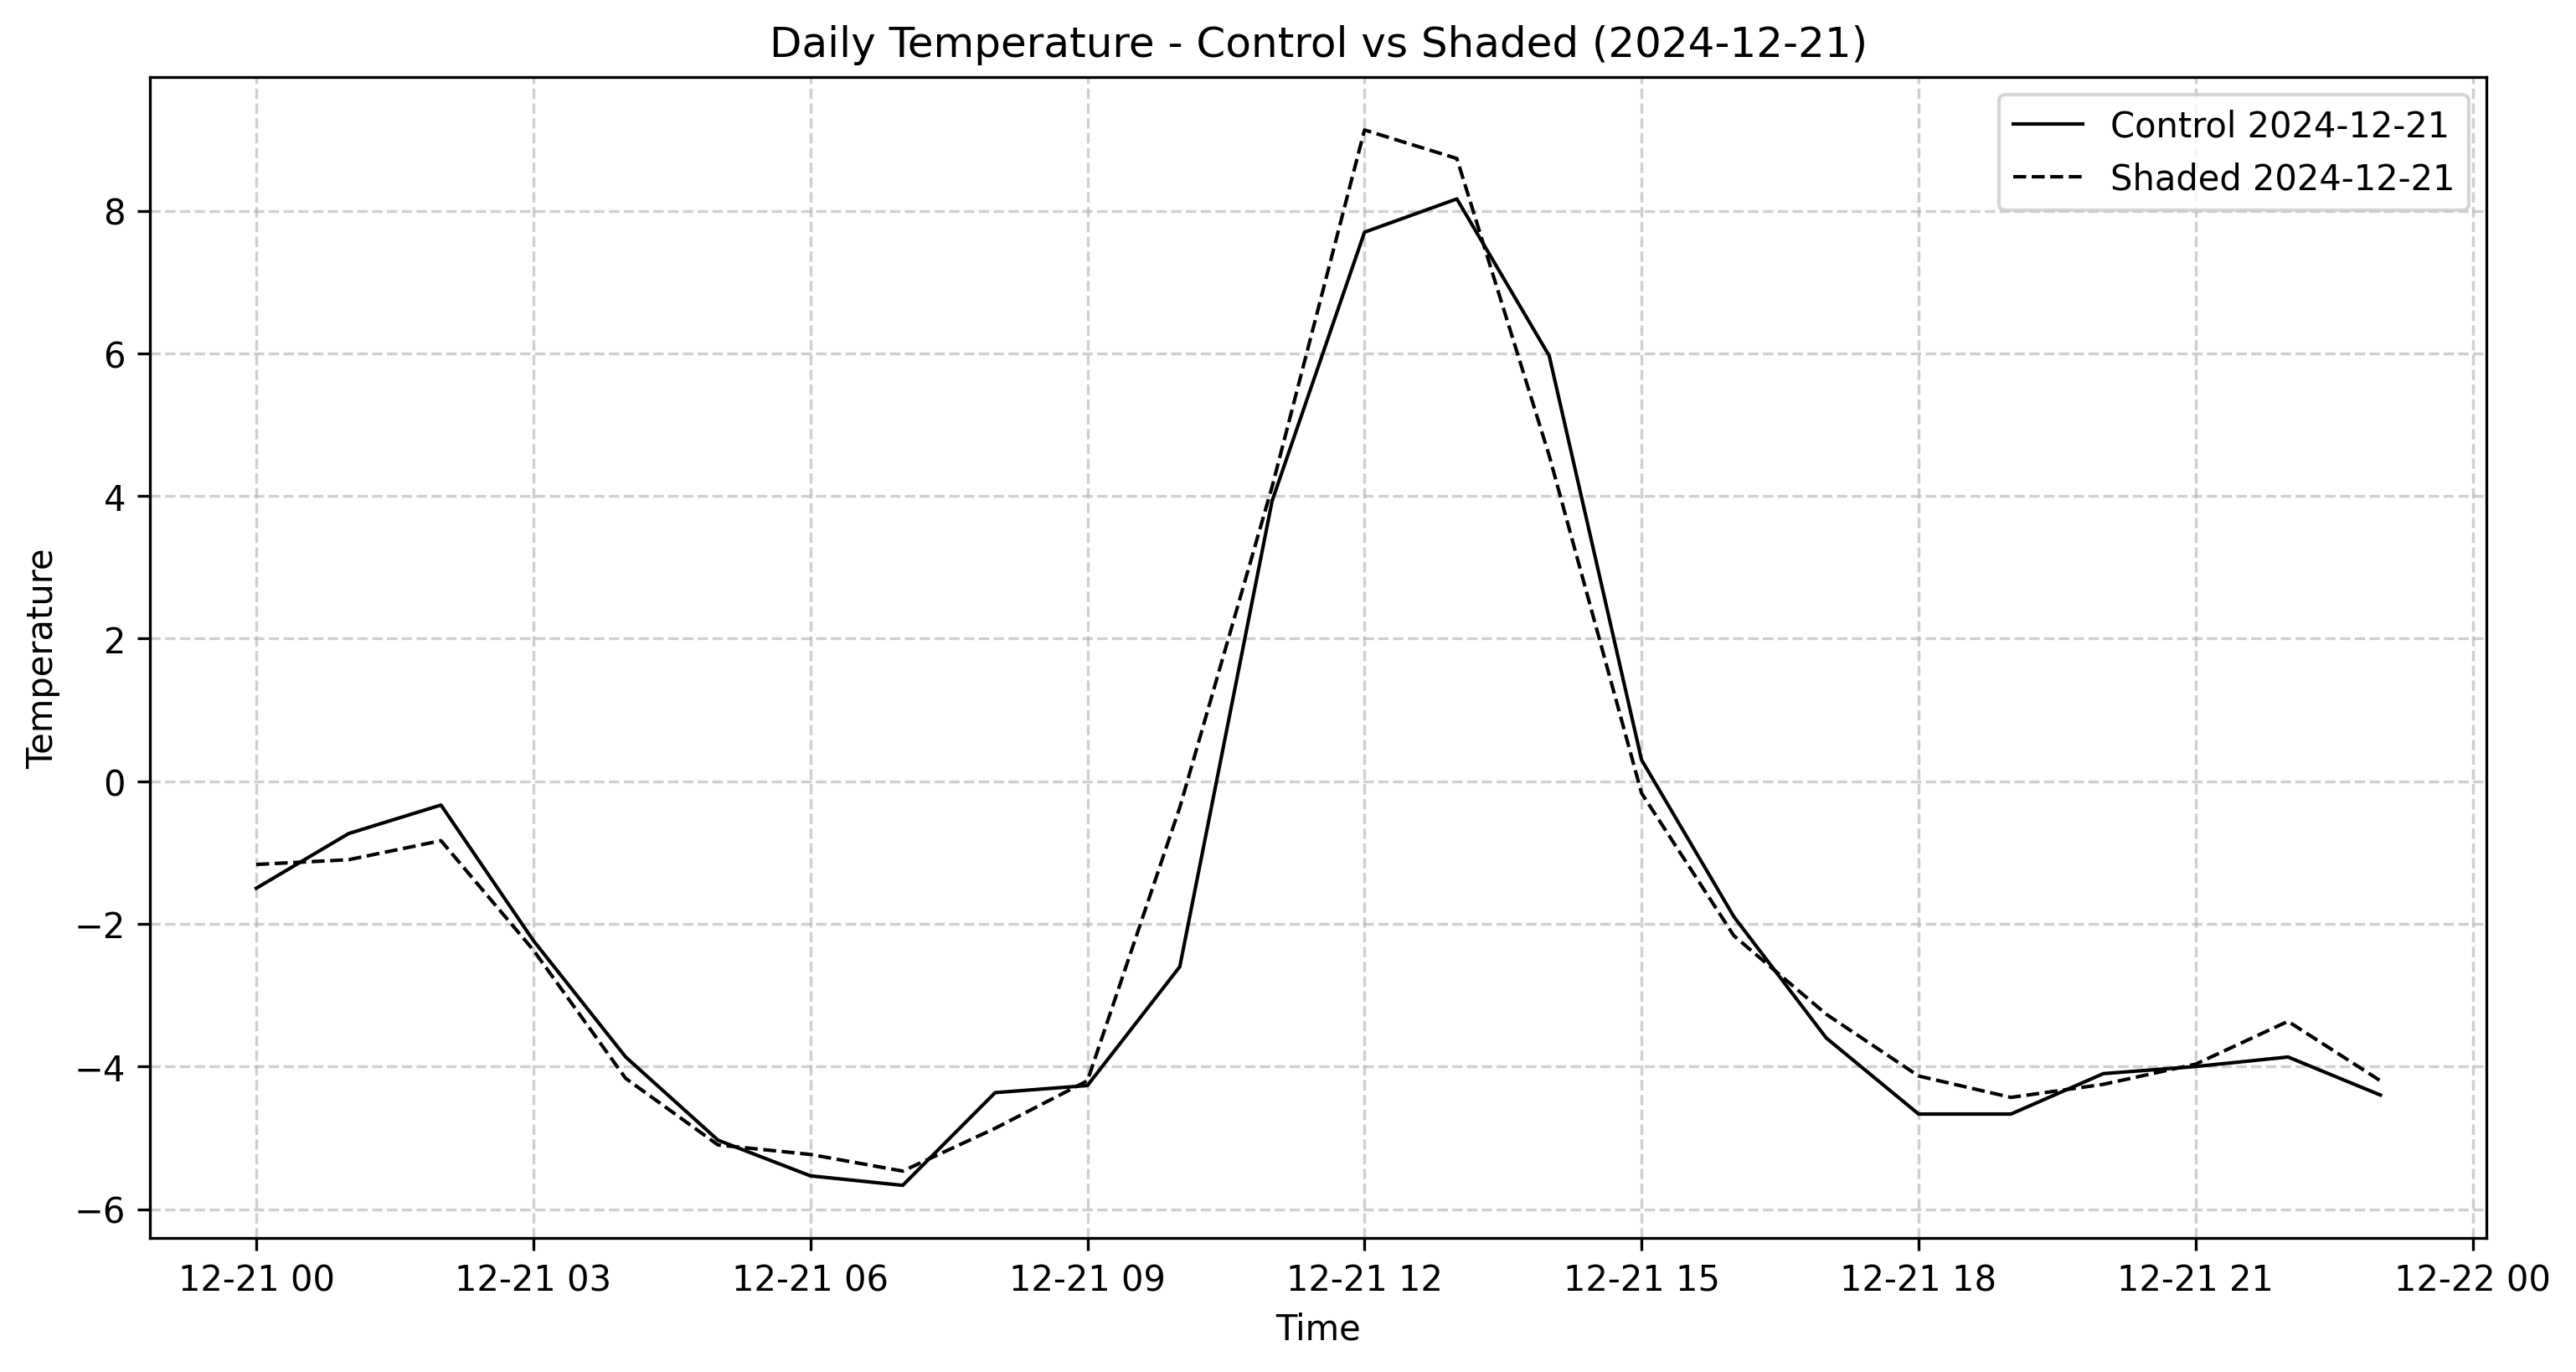 Daily Temperature - Control vs Shaded (2024-12-21)
Control 2024-12-21
Shaded 2024-12-21
Temperature
8
6
4
2
0
−2
−4
−6
12-21 00 12-21 03 12-21 06 12-21 09 12-21 12 12-21 15 12-21 18 12-21 21 12-22 00
Time